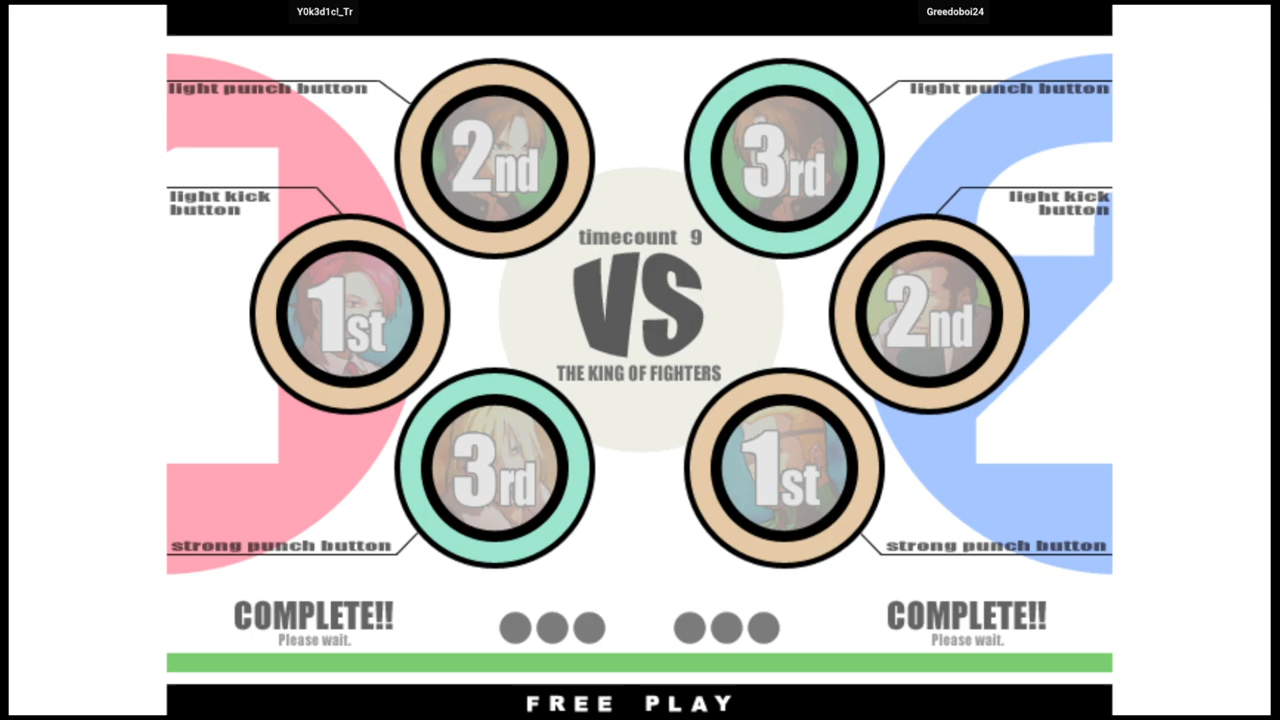 Y0k3d1c!_Tr
Greedoboi24
light punch button
light punch button
2nd
3rd
light kick
button
light kick
button
timecount 9
1st
VS
2nd
THE KING OF FIGHTERS
3rd
1st
strong punch button
strong punch button
COMPLETE!!
Please wait.
COMPLETE!!
Please wait.
FREE PLAY